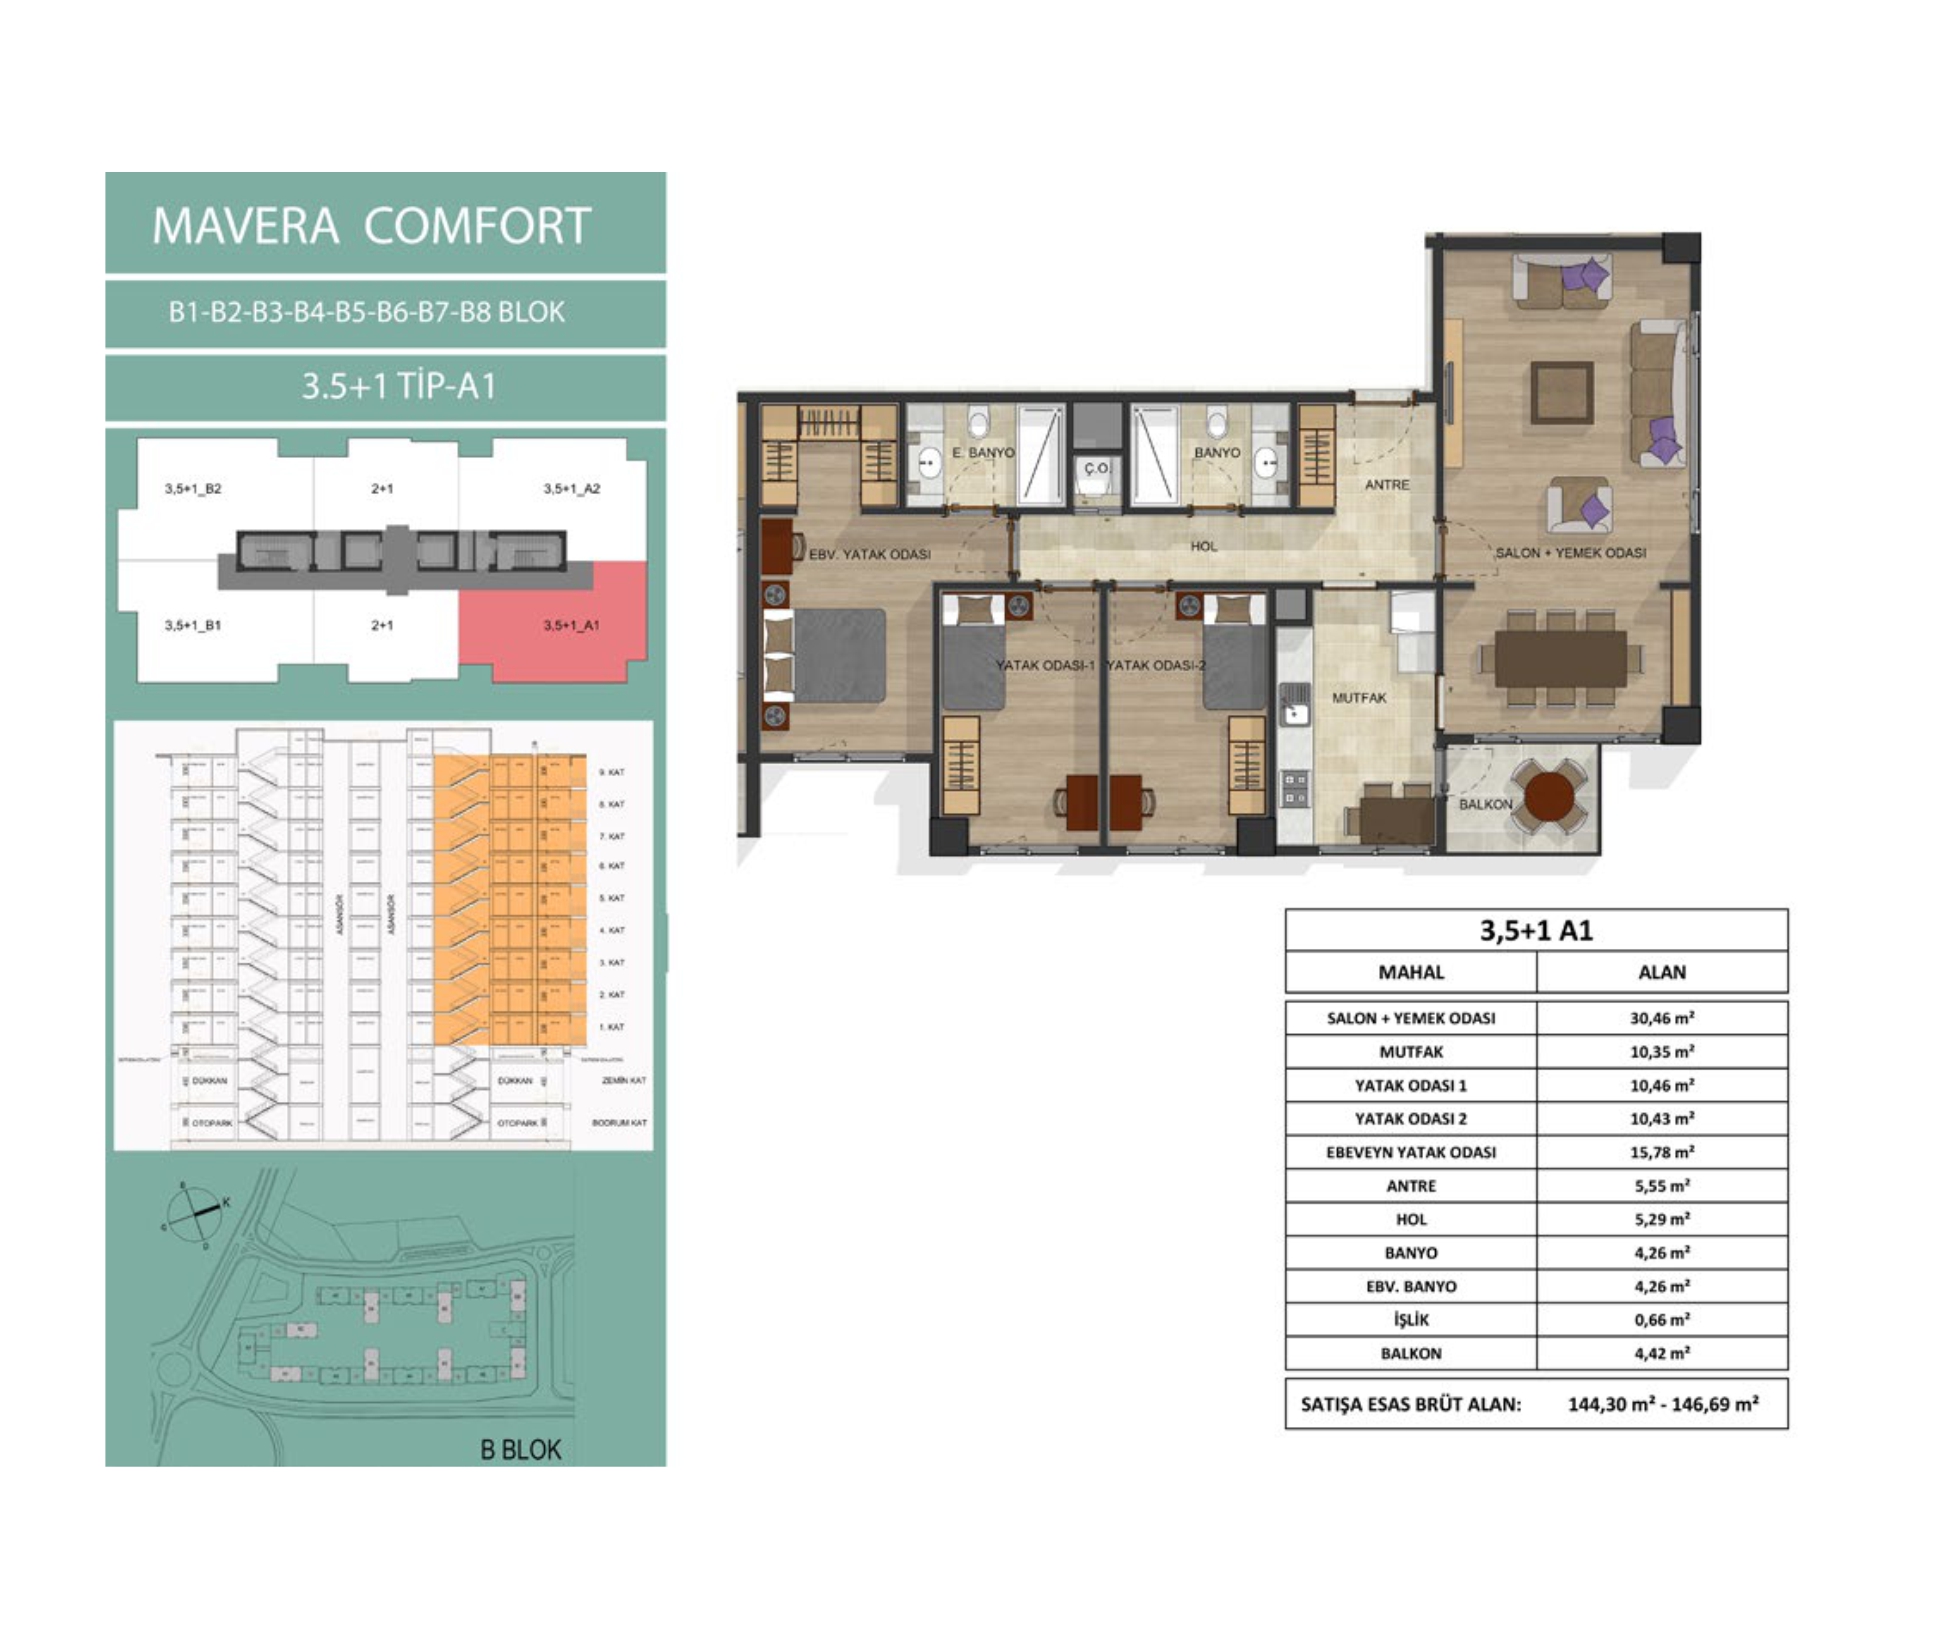 MAVERA COMFORT
B1-B2-B3-B4-B5-B6-B7-B8 BLOK
3.5+1 TİP-A1
3,5+1_B2
2+1
3,5+1_A2
3,5+1_B1
2+1
3,5+1_A1
9. KAT
8. KAT
7. KAT
6. KAT
5. KAT
4. KAT
3. KAT
2. KAT
1. KAT
ASANSÖR
ASANSÖR
DÜKKAN
DÜKKAN
ZEMİN KAT
OTOPARK
OTOPARK
BODRUM KAT
B
K
G
D
B BLOK
E. BANYO
Ç.O.
BANYO
ANTRE
EBV. YATAK ODASI
HOL
SALON + YEMEK ODASI
YATAK ODASI-1
YATAK ODASI-2
MUTFAK
BALKON
3,5+1 A1
MAHAL ALAN
SALON + YEMEK ODASI 30,46 m²
MUTFAK 10,35 m²
YATAK ODASI 1 10,46 m²
YATAK ODASI 2 10,43 m²
EBEVEYN YATAK ODASI 15,78 m²
ANTRE 5,55 m²
HOL 5,29 m²
BANYO 4,26 m²
EBV. BANYO 4,26 m²
İŞLİK 0,66 m²
BALKON 4,42 m²
SATIŞA ESAS BRÜT ALAN: 144,30 m² - 146,69 m²